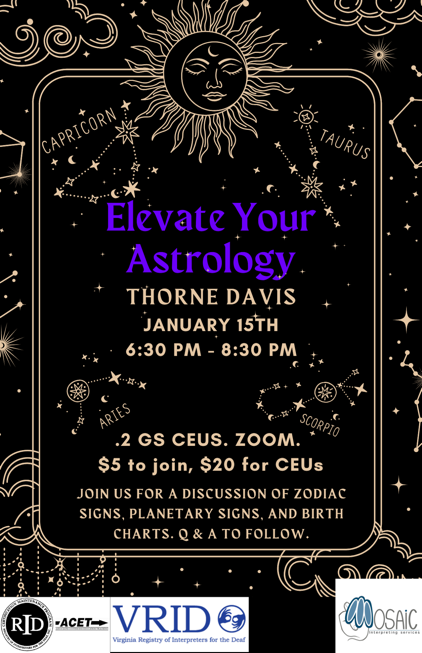 CAPRICORN
TAURUS
Elevate Your
Astrology
THORNE DAVIS
JANUARY 15TH
6:30 PM - 8:30 PM
ARIES
SCORPIO
.2 GS CEUS. ZOOM.
$5 to join, $20 for CEUs
JOIN US FOR A DISCUSSION OF ZODIAC
SIGNS, PLANETARY SIGNS, AND BIRTH
CHARTS. Q & A TO FOLLOW.
RID
ACET
VRID
Virginia Registry of Interpreters for the Deaf
MOSAIC
interpreting services